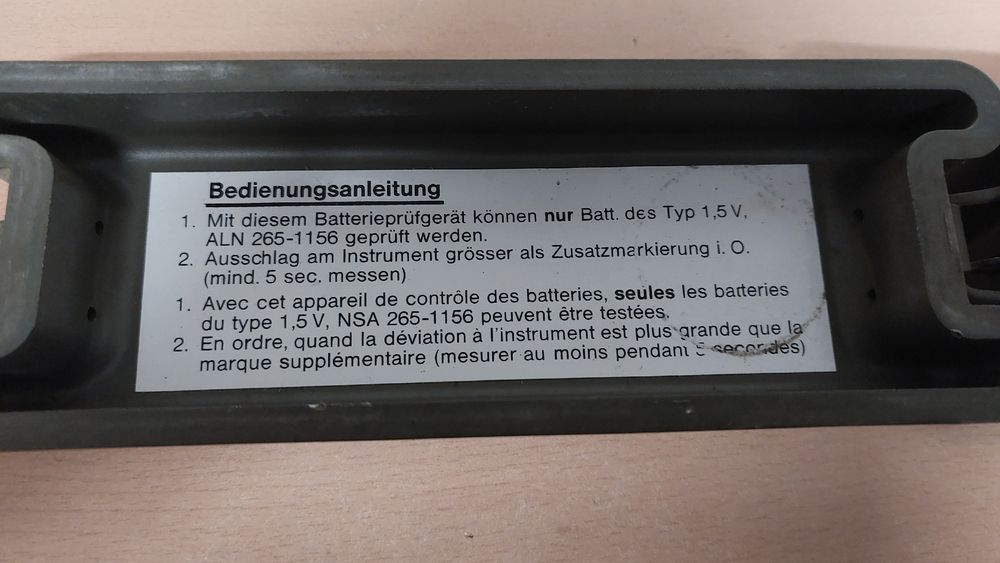 Bedienungsanleitung
1. Mit diesem Batterieprüfgerät können nur Batt. des Typ 1,5 V,
ALN 265-1156 geprüft werden.
2. Ausschlag am Instrument grösser als Zusatzmarkierung i. O.
(mind. 5 sec. messen)
1. Avec cet appareil de contrôle des batteries, seules les batteries
du type 1,5 V, NSA 265-1156 peuvent être testées.
2. En ordre, quand la déviation à l'instrument est plus grande que la
marque supplémentaire (mesurer au moins pendant 5 secondes)